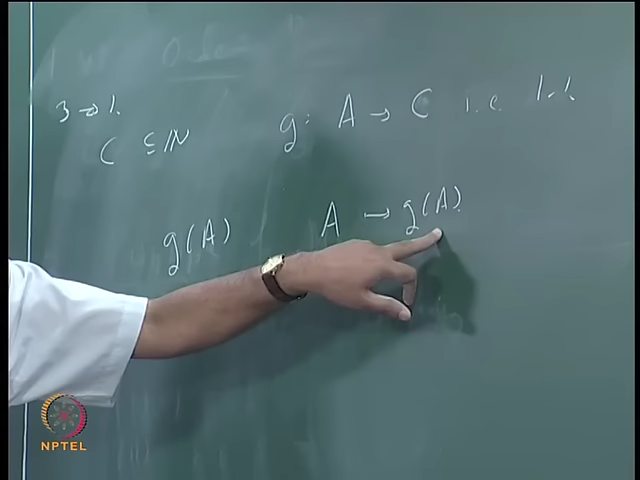 3 → 1.
g: A → C i.e. 1-1
C ⊆ ℕ
g(A) A → g(A).
NPTEL